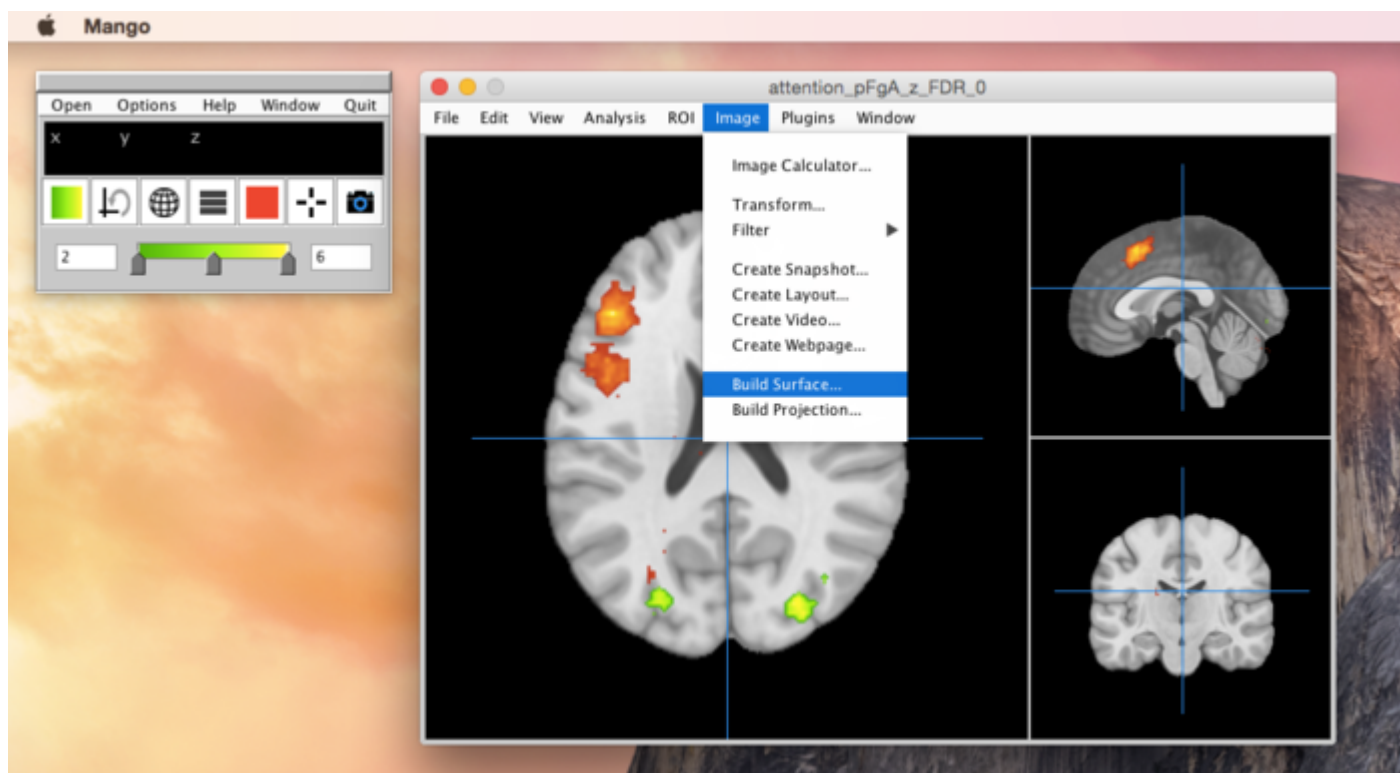 Mango
Open Options Help Window Quit
x y z
2 6
attention_pFgA_z_FDR_0
File Edit View Analysis ROI Image Plugins Window
Image Calculator...
Transform...
Filter
Create Snapshot...
Create Layout...
Create Video...
Create Webpage...
Build Surface...
Build Projection...